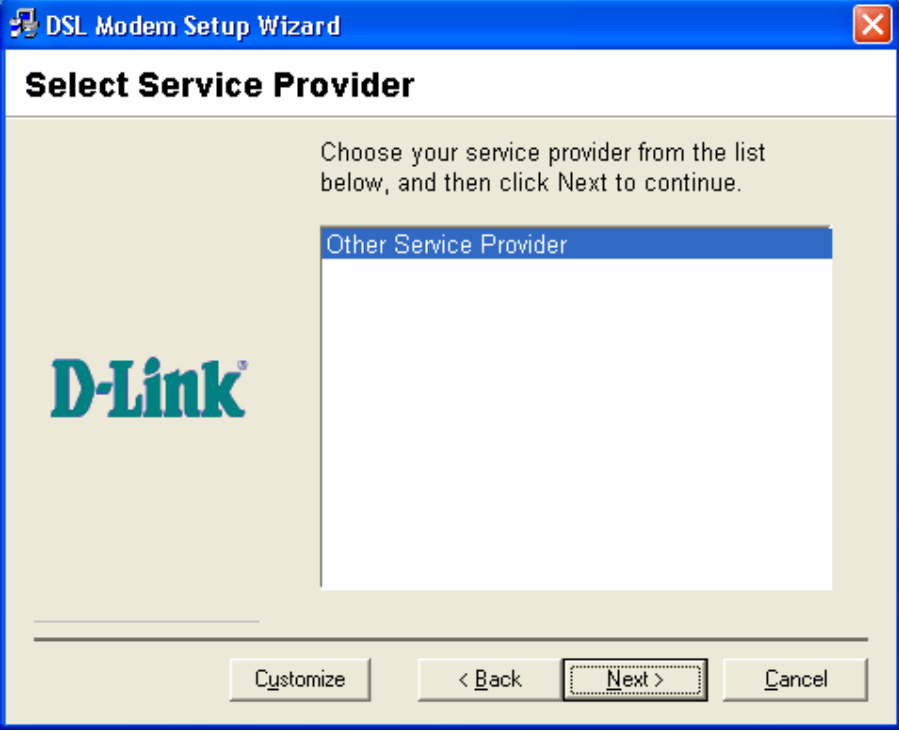 DSL Modem Setup Wizard
Select Service Provider
Choose your service provider from the list
below, and then click Next to continue.
Other Service Provider
D-Link®
Customize
< Back
Next >
Cancel